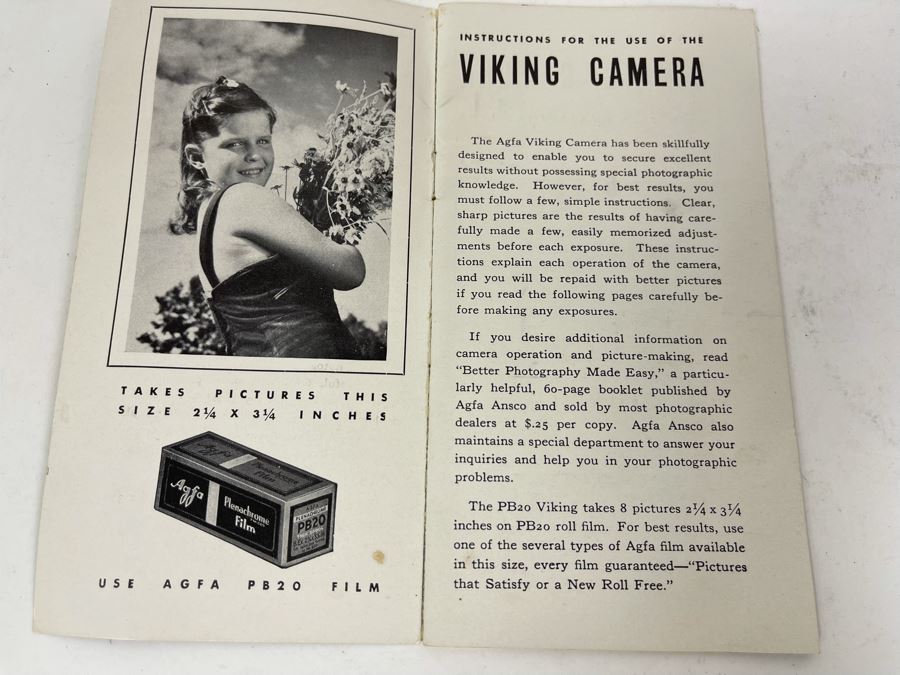 TAKES PICTURES THIS
SIZE 2¼ X 3¼ INCHES
Agfa
Plenachrome
Film
Agfa
Plenachrome
Film
AGFA
PLENACHROME
PB20
USE AGFA PB20 FILM
INSTRUCTIONS FOR THE USE OF THE
VIKING CAMERA
The Agfa Viking Camera has been skillfully
designed to enable you to secure excellent
results without possessing special photographic
knowledge. However, for best results, you
must follow a few, simple instructions. Clear,
sharp pictures are the results of having care-
fully made a few, easily memorized adjust-
ments before each exposure. These instruc-
tions explain each operation of the camera,
and you will be repaid with better pictures
if you read the following pages carefully be-
fore making any exposures.
If you desire additional information on
camera operation and picture-making, read
“Better Photography Made Easy,” a particu-
larly helpful, 60-page booklet published by
Agfa Ansco and sold by most photographic
dealers at $.25 per copy. Agfa Ansco also
maintains a special department to answer your
inquiries and help you in your photographic
problems.
The PB20 Viking takes 8 pictures 2¼ x 3¼
inches on PB20 roll film. For best results, use
one of the several types of Agfa film available
in this size, every film guaranteed—“Pictures
that Satisfy or a New Roll Free.”